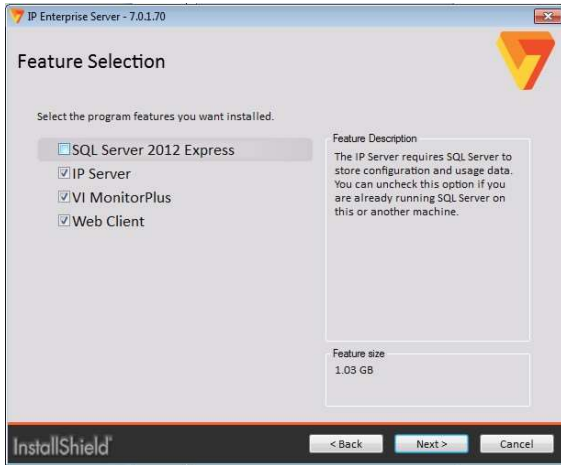 IP Enterprise Server - 7.0.1.70
Feature Selection
Select the program features you want installed.
SQL Server 2012 Express
IP Server
VI MonitorPlus
Web Client
Feature Description
The IP Server requires SQL Server to
store configuration and usage data.
You can uncheck this option if you
are already running SQL Server on
this or another machine.
Feature size
1.03 GB
InstallShield
< Back
Next >
Cancel